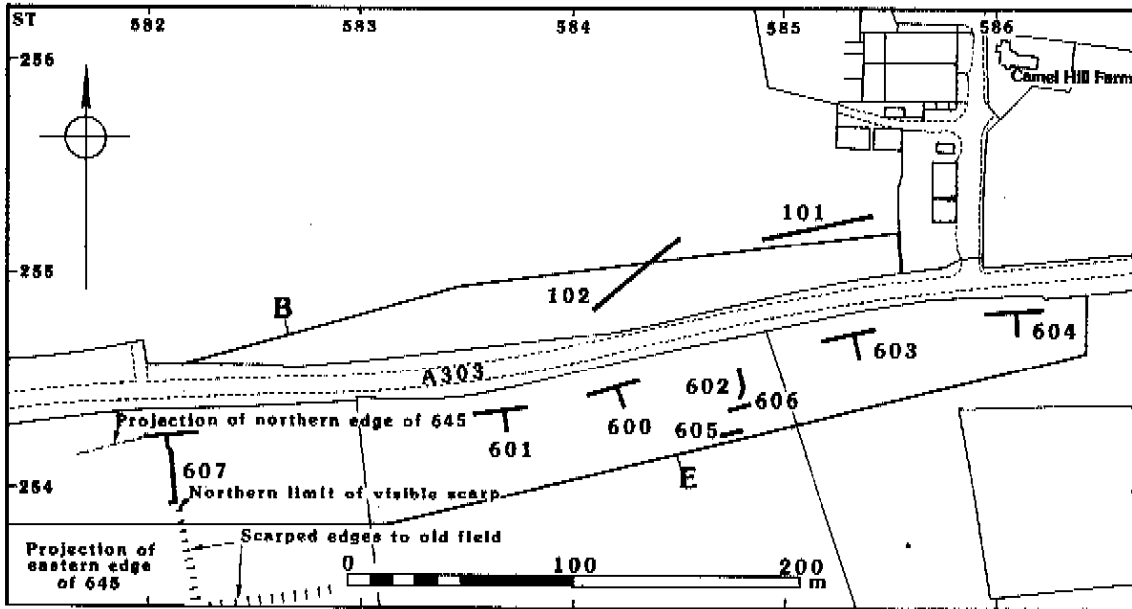 ST 582 583 584 585 586
256
Camel Hill Farm
101
255
102
B
A303
604
603
602
606
Projection of northern edge of 645
600
605
601
607
E
254
Northern limit of visible scarp
Scarped edges to old field
Projection of
eastern edge
of 645
0 100 200
m